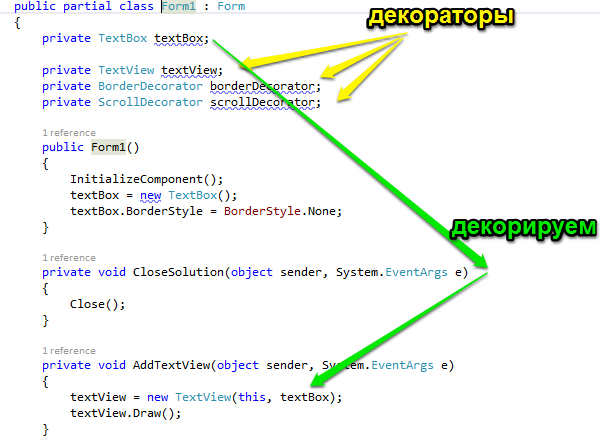 public partial class Form1 : Form
декораторы
{
private TextBox textBox;
private TextView textView;
private BorderDecorator borderDecorator;
private ScrollDecorator scrollDecorator;
1 reference
public Form1()
{
InitializeComponent();
textBox = new TextBox();
textBox.BorderStyle = BorderStyle.None;
}
декорируем
1 reference
private void CloseSolution(object sender, System.EventArgs e)
{
Close();
}
1 reference
private void AddTextView(object sender, System.EventArgs e)
{
textView = new TextView(this, textBox);
textView.Draw();
}